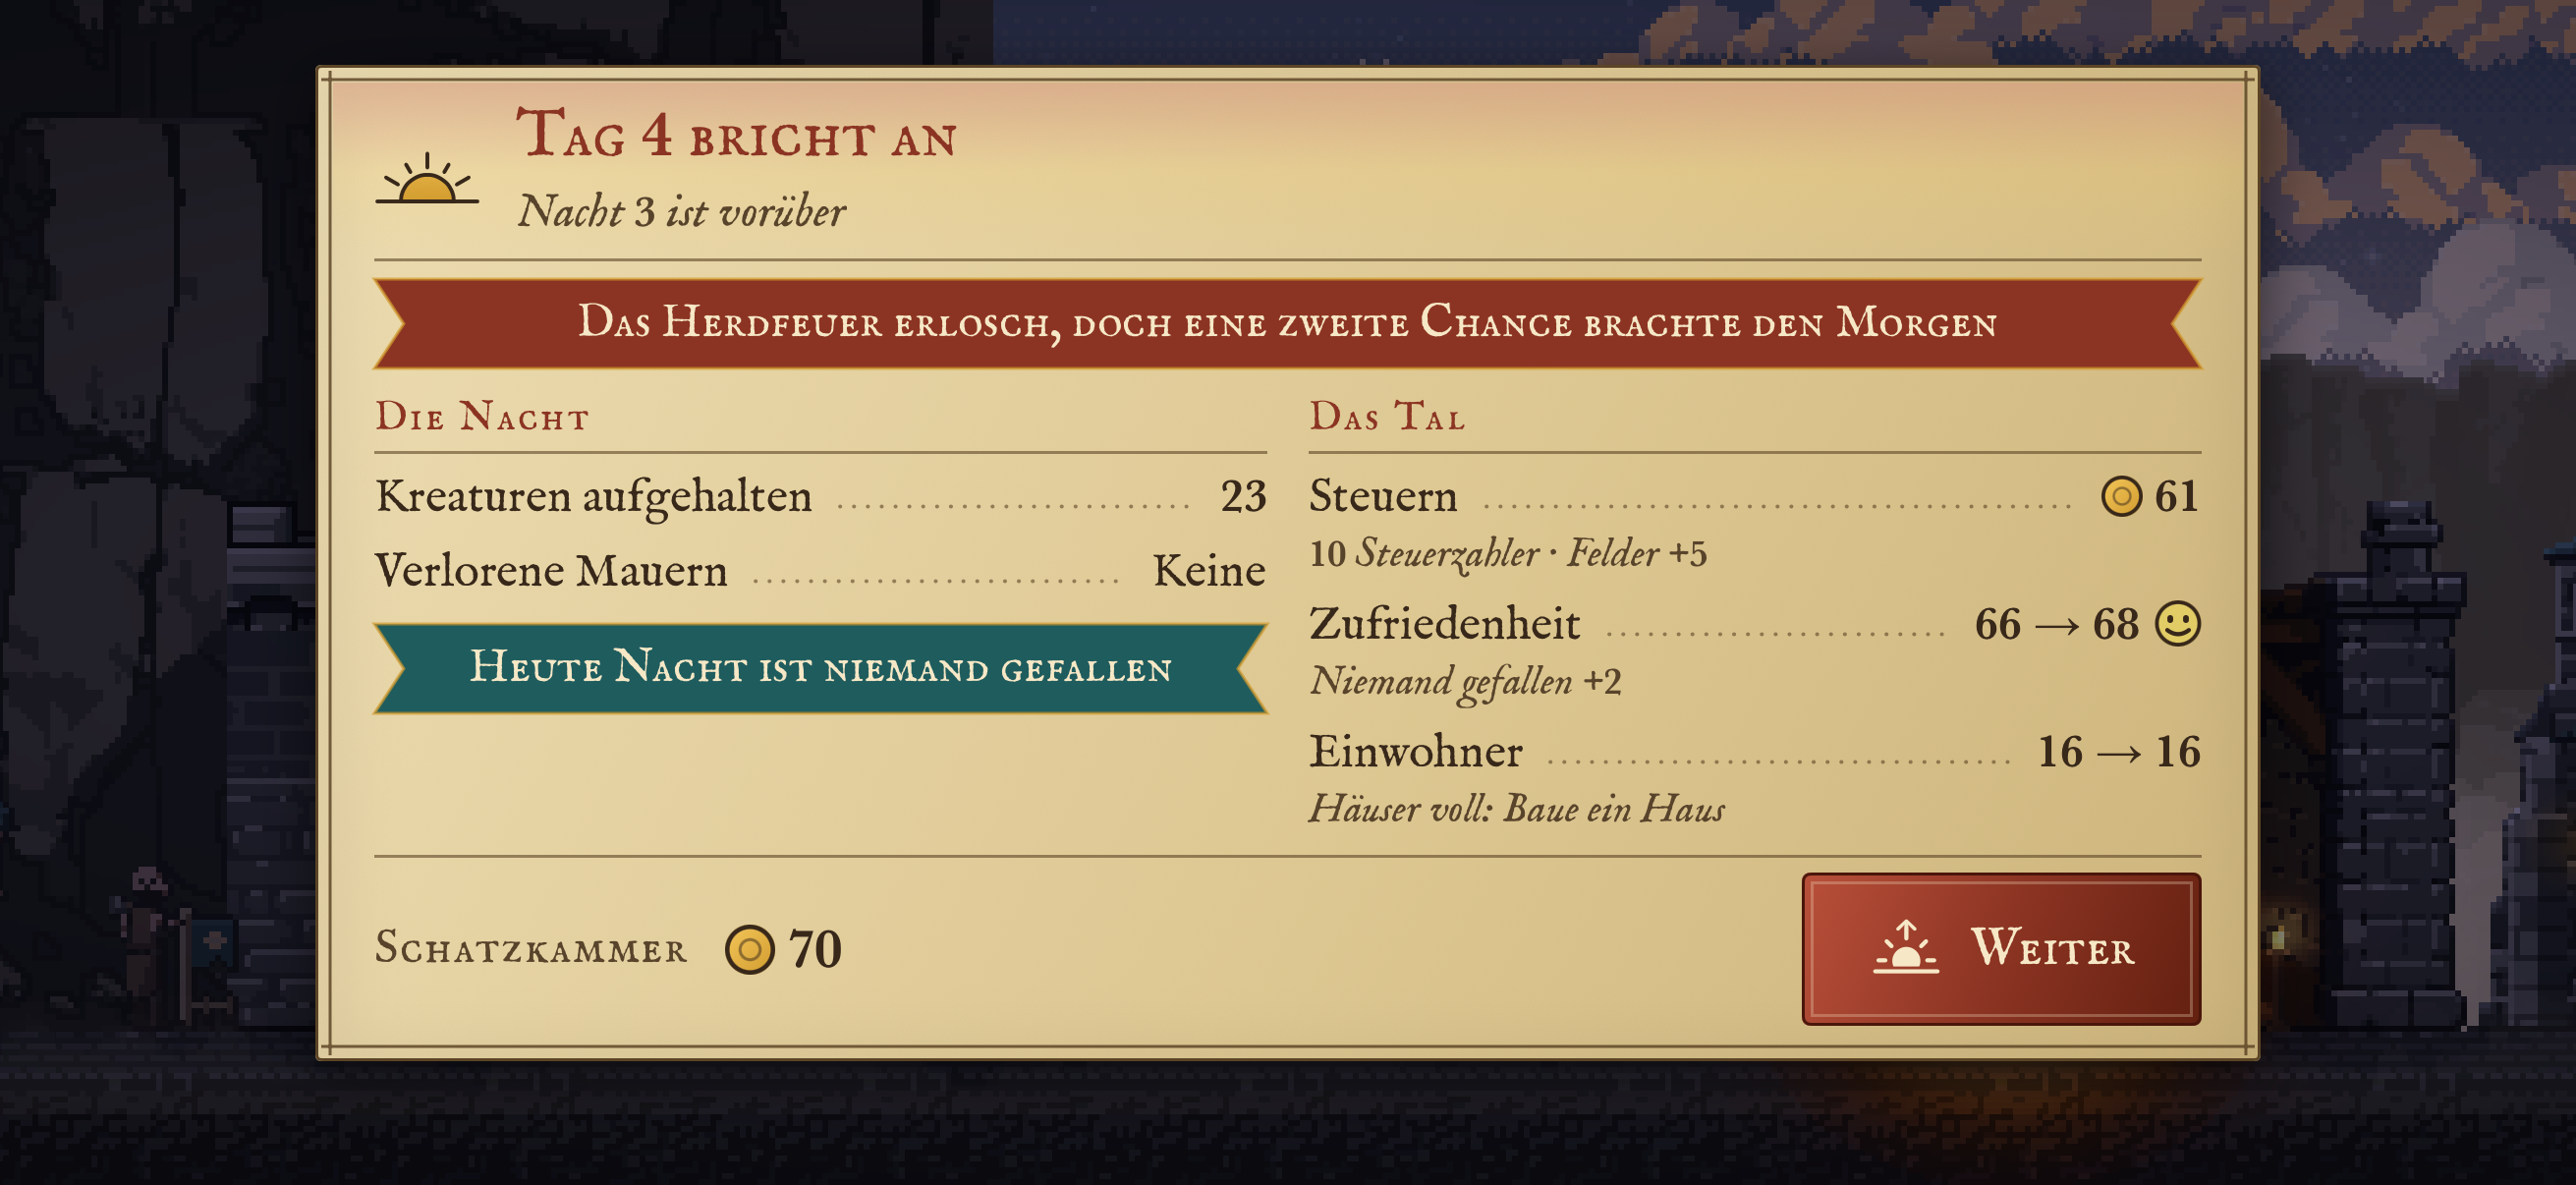 Tag 4 bricht an
Nacht 3 ist vorüber
Das Herdfeuer erlosch, doch eine zweite Chance brachte den Morgen
Die Nacht
Kreaturen aufgehalten 23
Verlorene Mauern Keine
Heute Nacht ist niemand gefallen
Das Tal
Steuern 61
10 Steuerzahler · Felder +5
Zufriedenheit 66 → 68
Niemand gefallen +2
Einwohner 16 → 16
Häuser voll: Baue ein Haus
Schatzkammer 70
Weiter